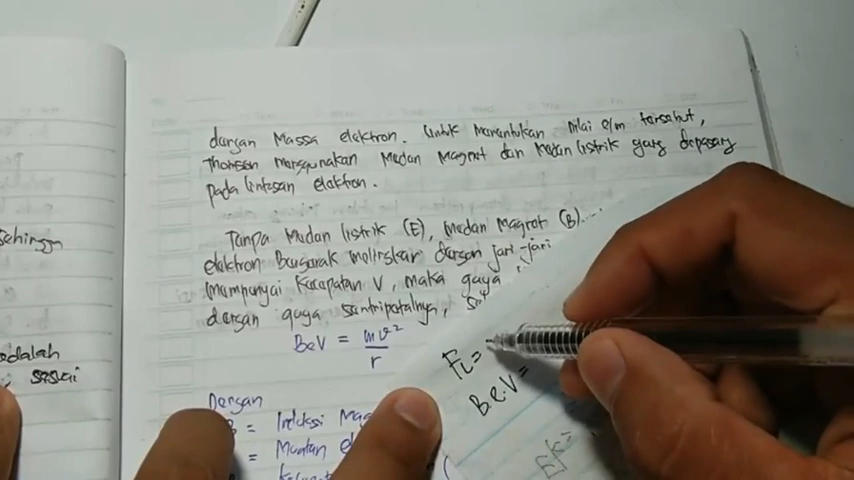 dengan Massa elektron. Untuk Menentukan Nilai e/m tersebut,
Thomson menggunakan Medan Magnet dan Medan listrik yang dipasang
pada lintasan elektron.
Tanpa Medan listrik (E), Medan Magnet (B)...
elektron Bergerak melingkar dengan jari-jari
Mempunyai Kecepatan V, Maka gaya
dengan gaya sentripetalnya,
BeV = mv²
r
Dengan
= Induksi Mag
= Muatan el
Sehingga
adalah
sesuai
FL =
B.e.V =